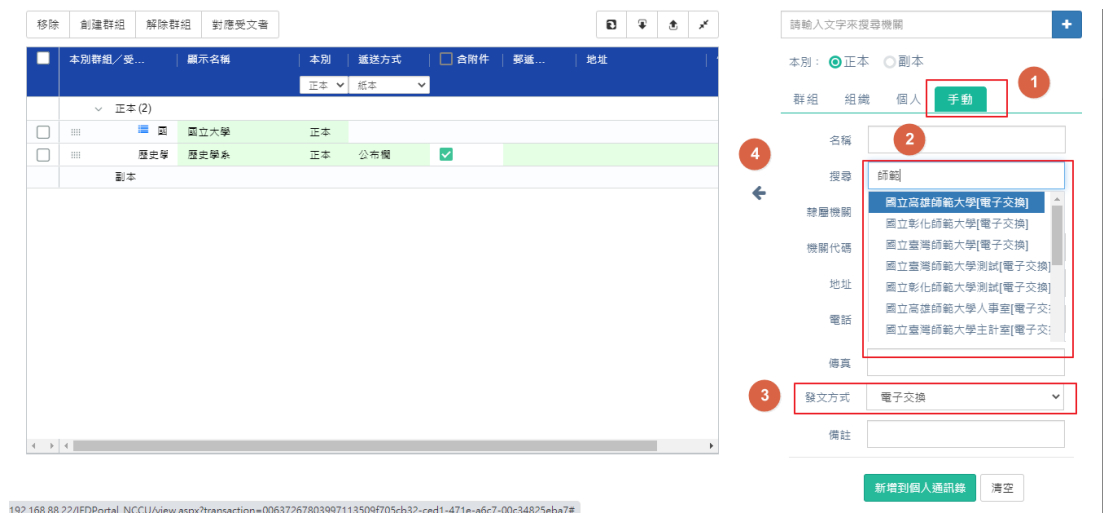 移除 創建群組 解除群組 對應受文者
請輸入文字來搜尋機關
本別群組／受... 顯示名稱 本別 遞送方式 含附件 郵遞... 地址
本別： 正本 副本
1
正本 紙本
群組 組織 個人 手動
正本(2)
國 國立大學 正本
名稱 2
歷史學 歷史學系 正本 公布欄
4
副本
搜尋 師範
國立高雄師範大學[電子交換]
隸屬機關
國立彰化師範大學[電子交換]
機關代碼 國立臺灣師範大學[電子交換]
國立臺灣師範大學測試[電子交換]
地址 國立彰化師範大學測試[電子交換]
國立高雄師範大學人事室[電子交
電話
國立臺灣師範大學主計室[電子交
傳真
3 發文方式 電子交換
備註
新增到個人通訊錄 清空
192.168.88.22/IFDPortal_NCCU/view.aspx?transaction=00637267803997113509f705cb32-ced1-471e-a6c7-00c34825eba7#